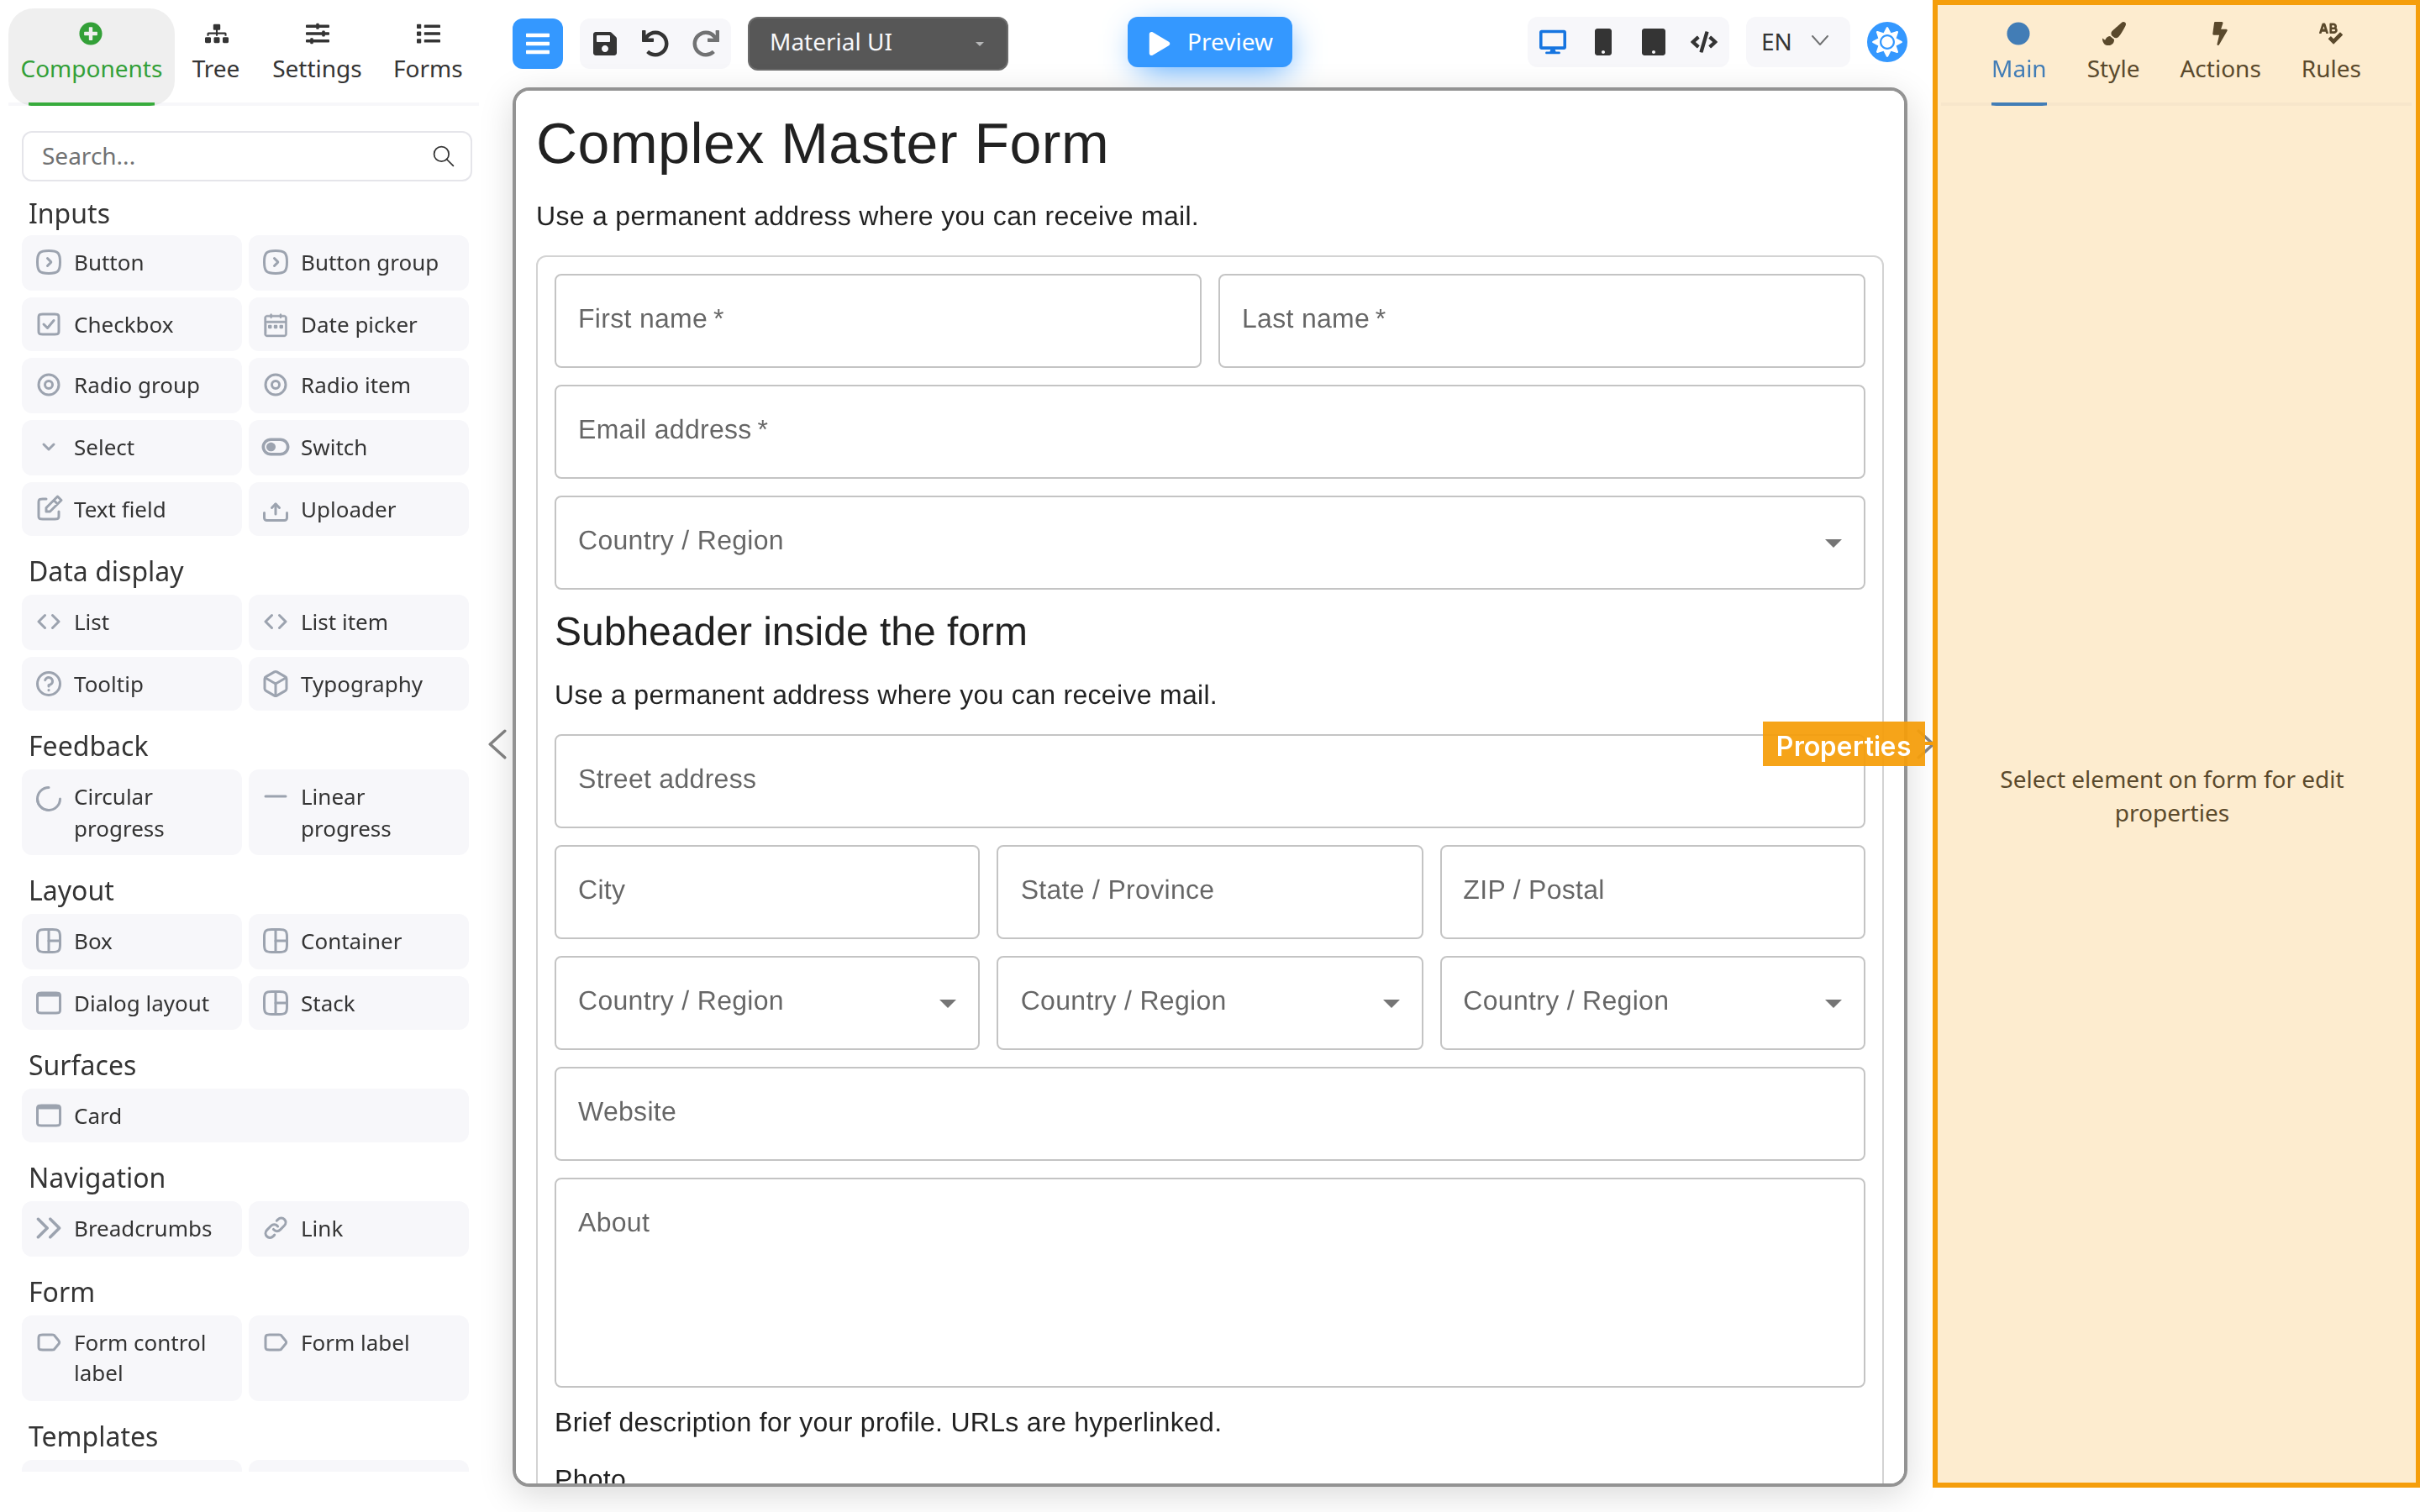 Components
Tree
Settings
Forms
Material UI
Preview
EN
Main
Style
Actions
AB
Rules
Search...
Inputs
Button
Button group
Checkbox
Date picker
Radio group
Radio item
Select
Switch
Text field
Uploader
Data display
List
List item
Tooltip
Typography
Feedback
Circular
progress
Linear
progress
Layout
Box
Container
Dialog layout
Stack
Surfaces
Card
Navigation
Breadcrumbs
Link
Form
Form control
label
Form label
Templates
Complex Master Form
Use a permanent address where you can receive mail.
First name *
Last name *
Email address *
Country / Region
Subheader inside the form
Use a permanent address where you can receive mail.
Street address
City
State / Province
ZIP / Postal
Country / Region
Country / Region
Country / Region
Website
About
Brief description for your profile. URLs are hyperlinked.
Photo
Properties
Select element on form for edit
properties